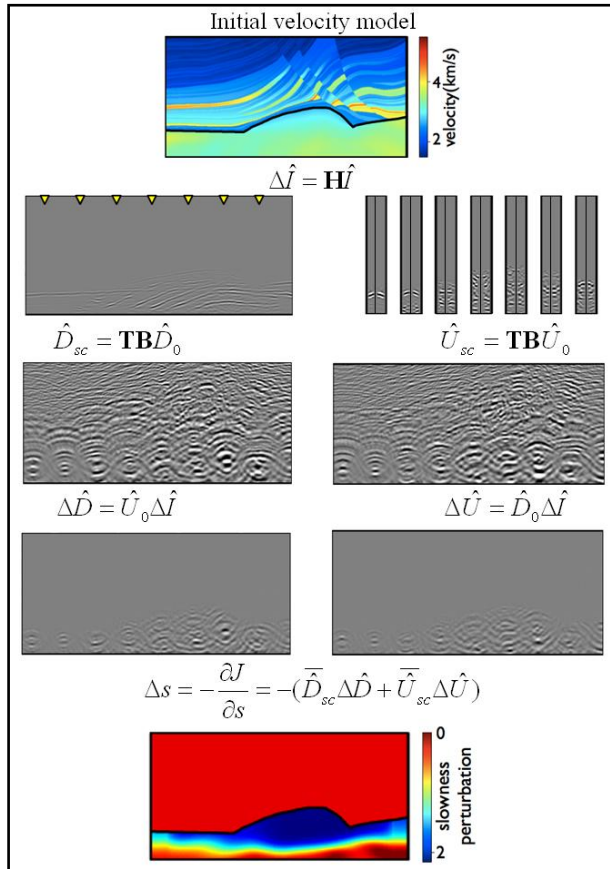 Initial velocity model
4
2
velocity(km/s)
ΔÎ = HÎ
D̂_sc = TBD̂_0 Û_sc = TBÛ_0
ΔD̂ = Û_0ΔÎ ΔÛ = D̂_0ΔÎ
Δs = −∂J/∂s = −(D̂̅_scΔD̂ + Û̅_scΔÛ)
0
2
slowness
perturbation